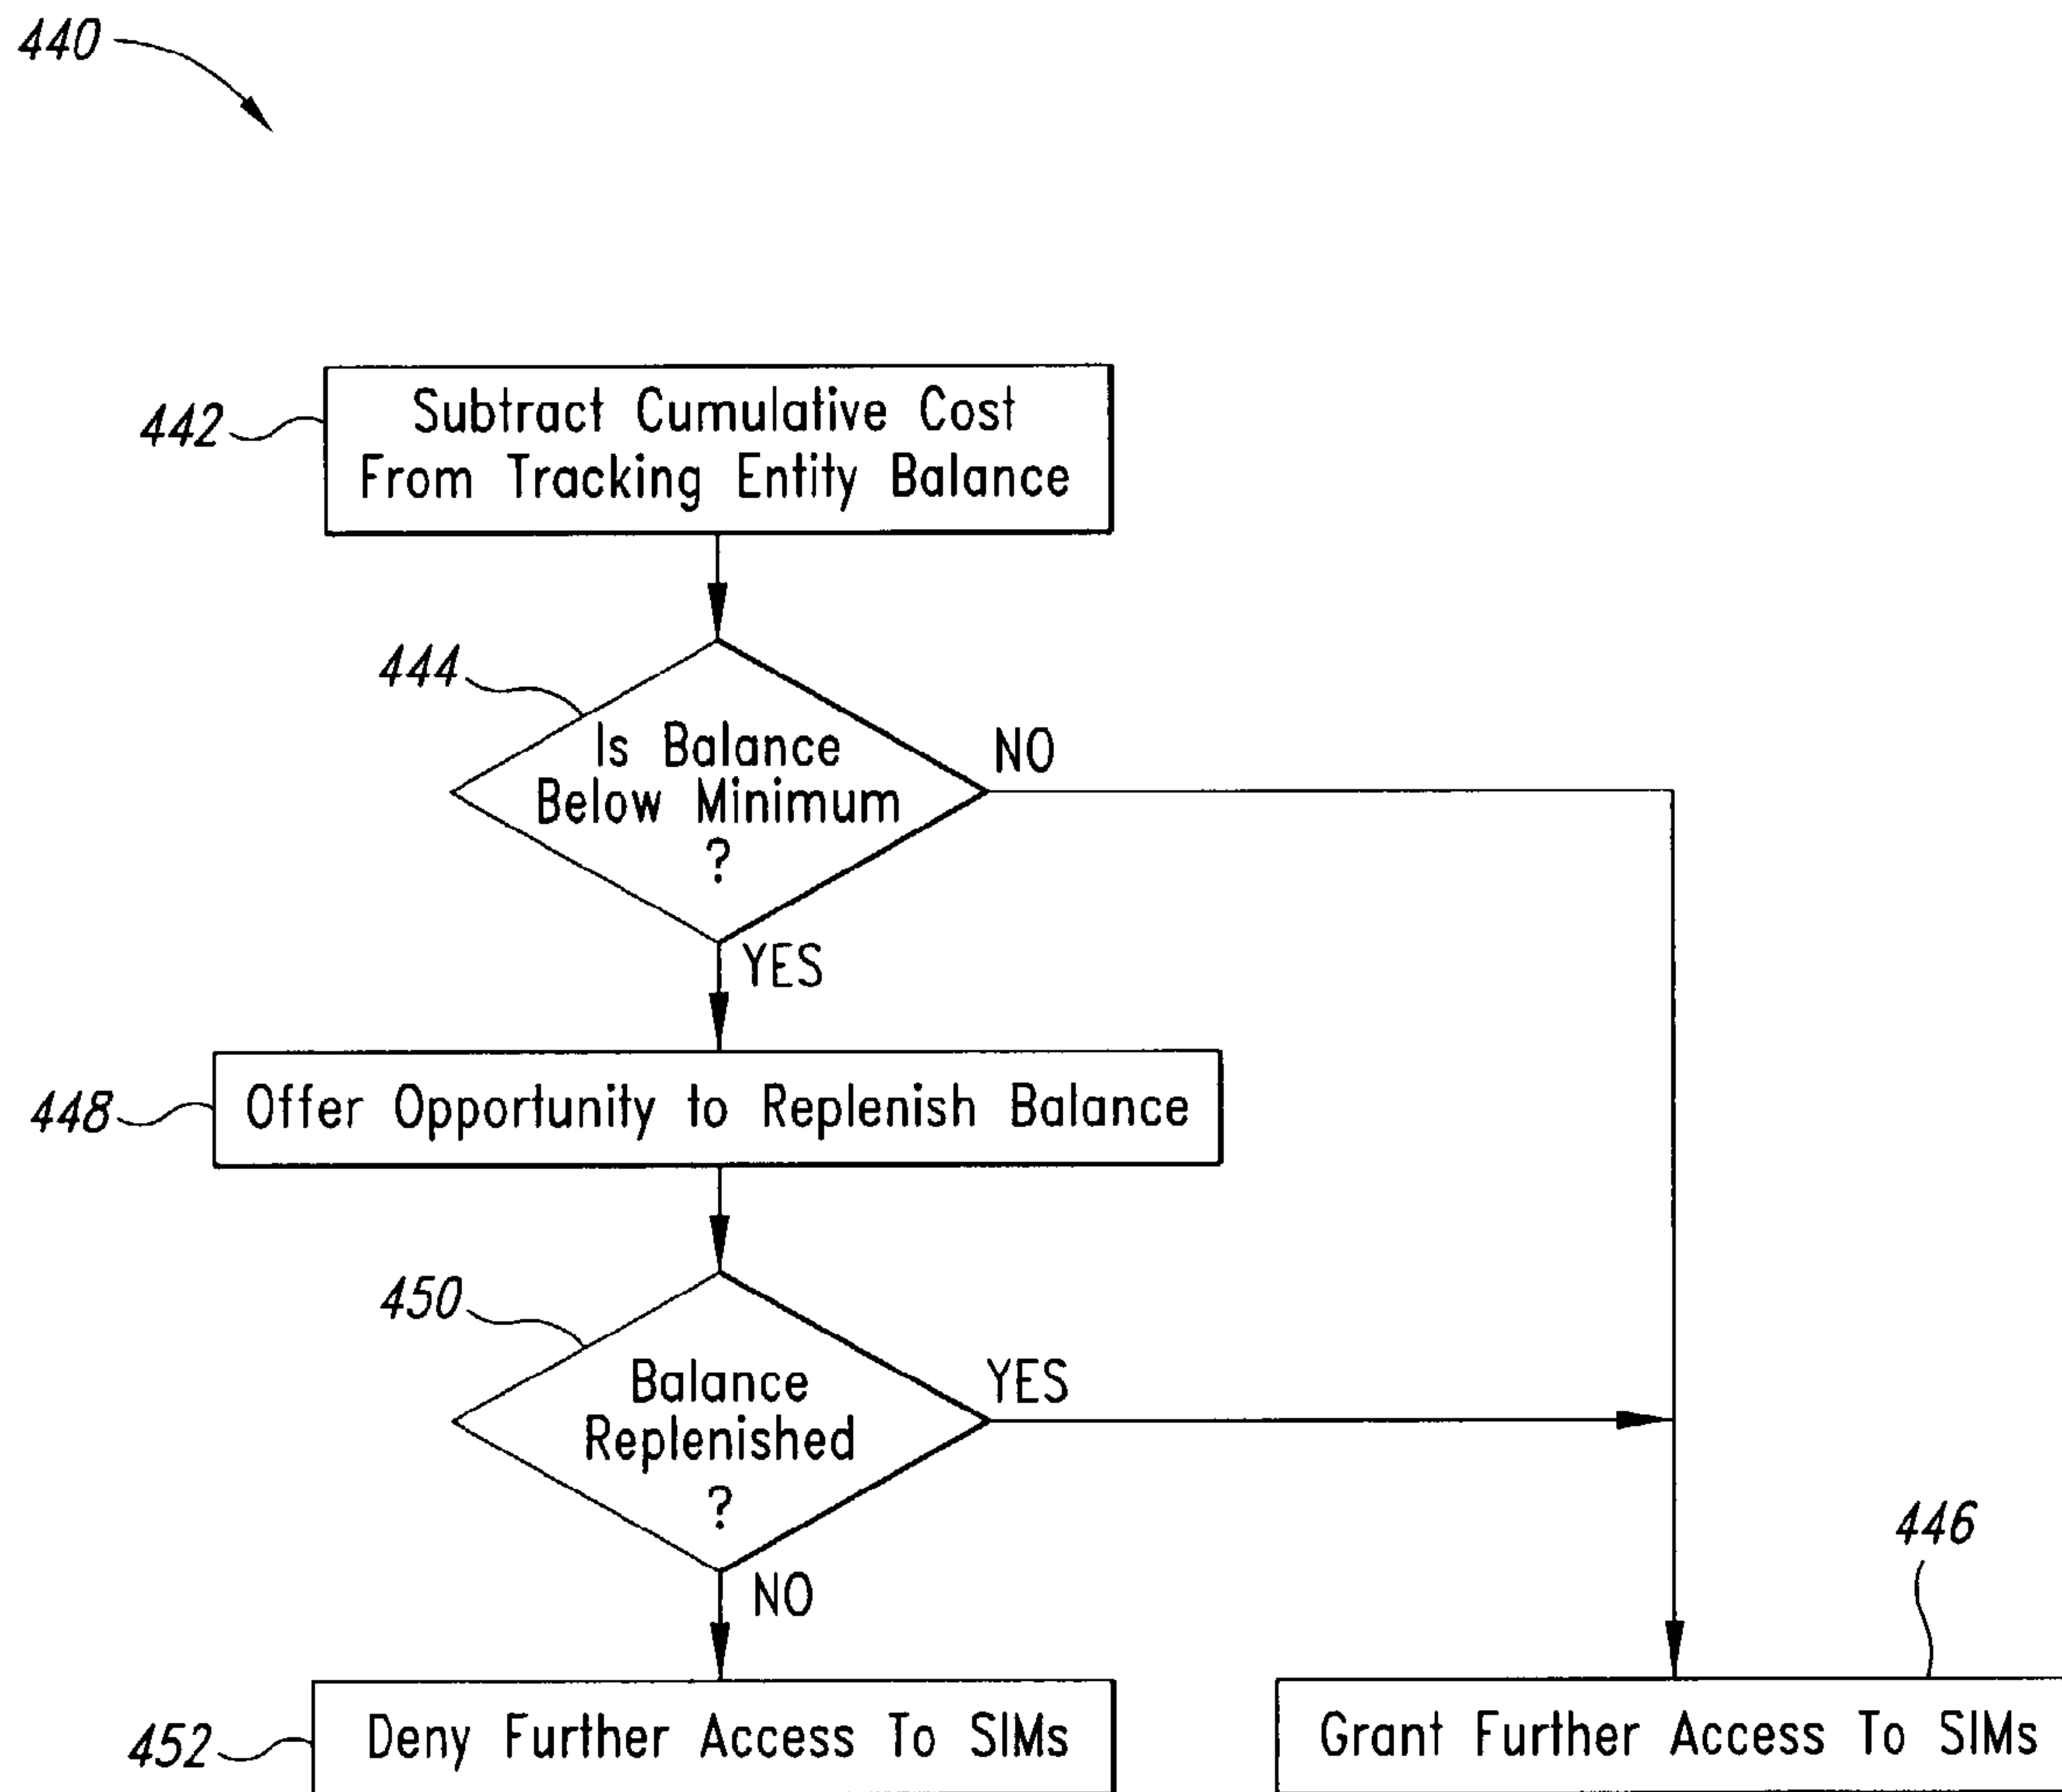 440
442
Subtract Cumulative Cost
From Tracking Entity Balance
444
Is Balance
Below Minimum
?
NO
YES
448
Offer Opportunity to Replenish Balance
450
Balance
Replenished
?
YES
NO
446
452
Deny Further Access To SIMs
Grant Further Access To SIMs